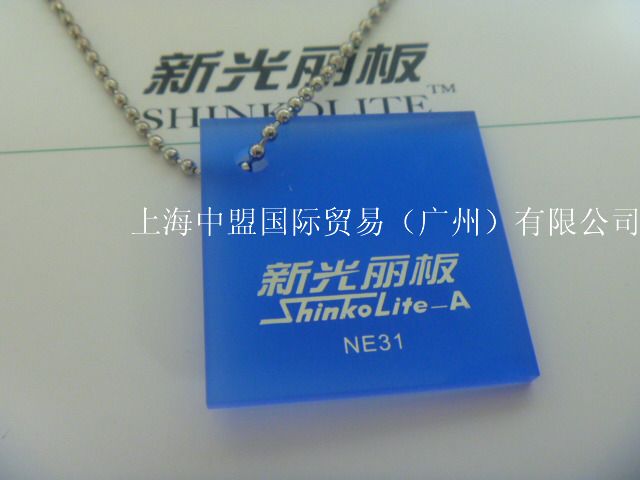 新光丽板
SHINKOLITE™
上海中盟国际贸易（广州）有限公司
新光丽板
ShinkoLite-A
NE31